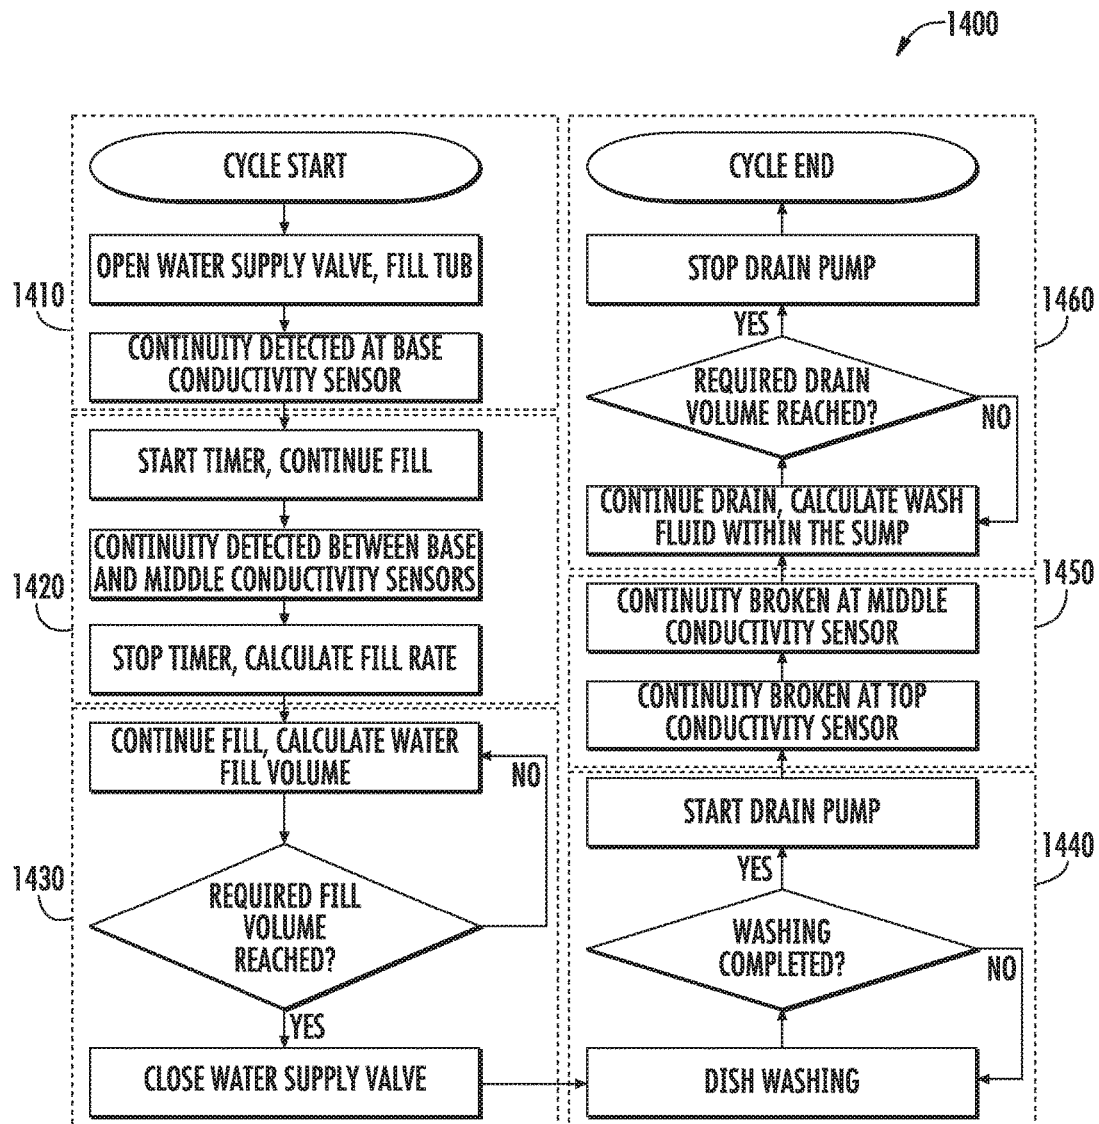 1400
CYCLE START
OPEN WATER SUPPLY VALVE, FILL TUB
1410
CONTINUITY DETECTED AT BASE
CONDUCTIVITY SENSOR
START TIMER, CONTINUE FILL
CONTINUITY DETECTED BETWEEN BASE
AND MIDDLE CONDUCTIVITY SENSORS
1420
STOP TIMER, CALCULATE FILL RATE
CONTINUE FILL, CALCULATE WATER
FILL VOLUME
NO
1430
REQUIRED FILL
VOLUME
REACHED?
YES
CLOSE WATER SUPPLY VALVE
CYCLE END
STOP DRAIN PUMP
1460
YES
REQUIRED DRAIN
VOLUME REACHED?
NO
CONTINUE DRAIN, CALCULATE WASH
FLUID WITHIN THE SUMP
1450
CONTINUITY BROKEN AT MIDDLE
CONDUCTIVITY SENSOR
CONTINUITY BROKEN AT TOP
CONDUCTIVITY SENSOR
START DRAIN PUMP
1440
YES
WASHING
COMPLETED?
NO
DISH WASHING